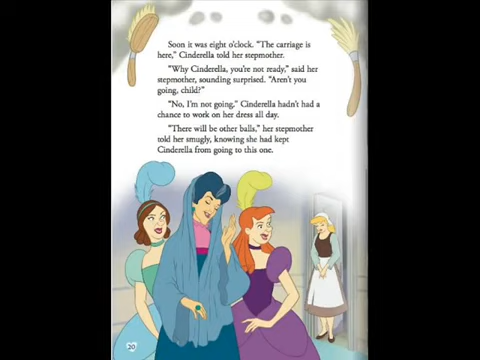 Soon it was eight o'clock. "The carriage is
here," Cinderella told her stepmother.
"Why Cinderella, you're not ready," said her
stepmother, sounding surprised. "Aren't you
going, child?"
"No, I'm not going," Cinderella hadn't had a
chance to work on her dress all day.
"There will be other balls," her stepmother
told her smugly, knowing she had kept
Cinderella from going to this one.
20